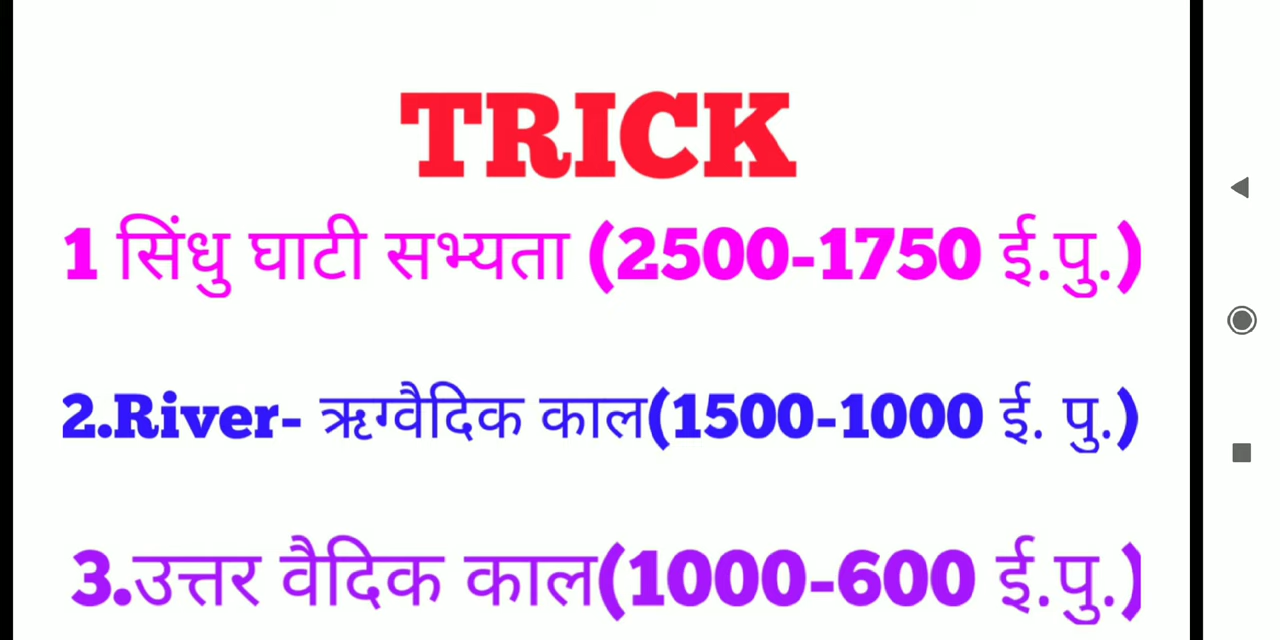 TRICK
1 सिंधु घाटी सभ्यता (2500-1750 ई.पु.)
2.River- ऋग्वैदिक काल(1500-1000 ई. पु.)
3.उत्तर वैदिक काल(1000-600 ई.पु.)